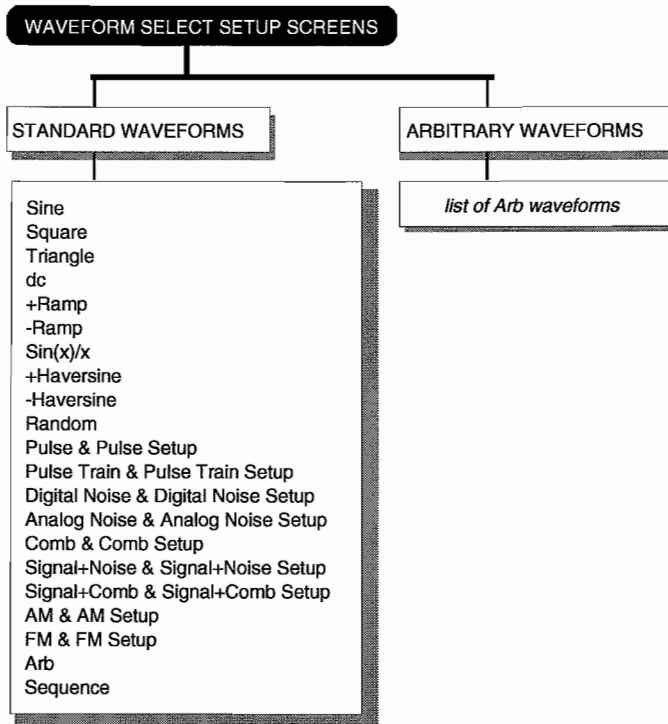 WAVEFORM SELECT SETUP SCREENS
STANDARD WAVEFORMS
Sine
Square
Triangle
dc
+Ramp
-Ramp
Sin(x)/x
+Haversine
-Haversine
Random
Pulse & Pulse Setup
Pulse Train & Pulse Train Setup
Digital Noise & Digital Noise Setup
Analog Noise & Analog Noise Setup
Comb & Comb Setup
Signal+Noise & Signal+Noise Setup
Signal+Comb & Signal+Comb Setup
AM & AM Setup
FM & FM Setup
Arb
Sequence
ARBITRARY WAVEFORMS
list of Arb waveforms